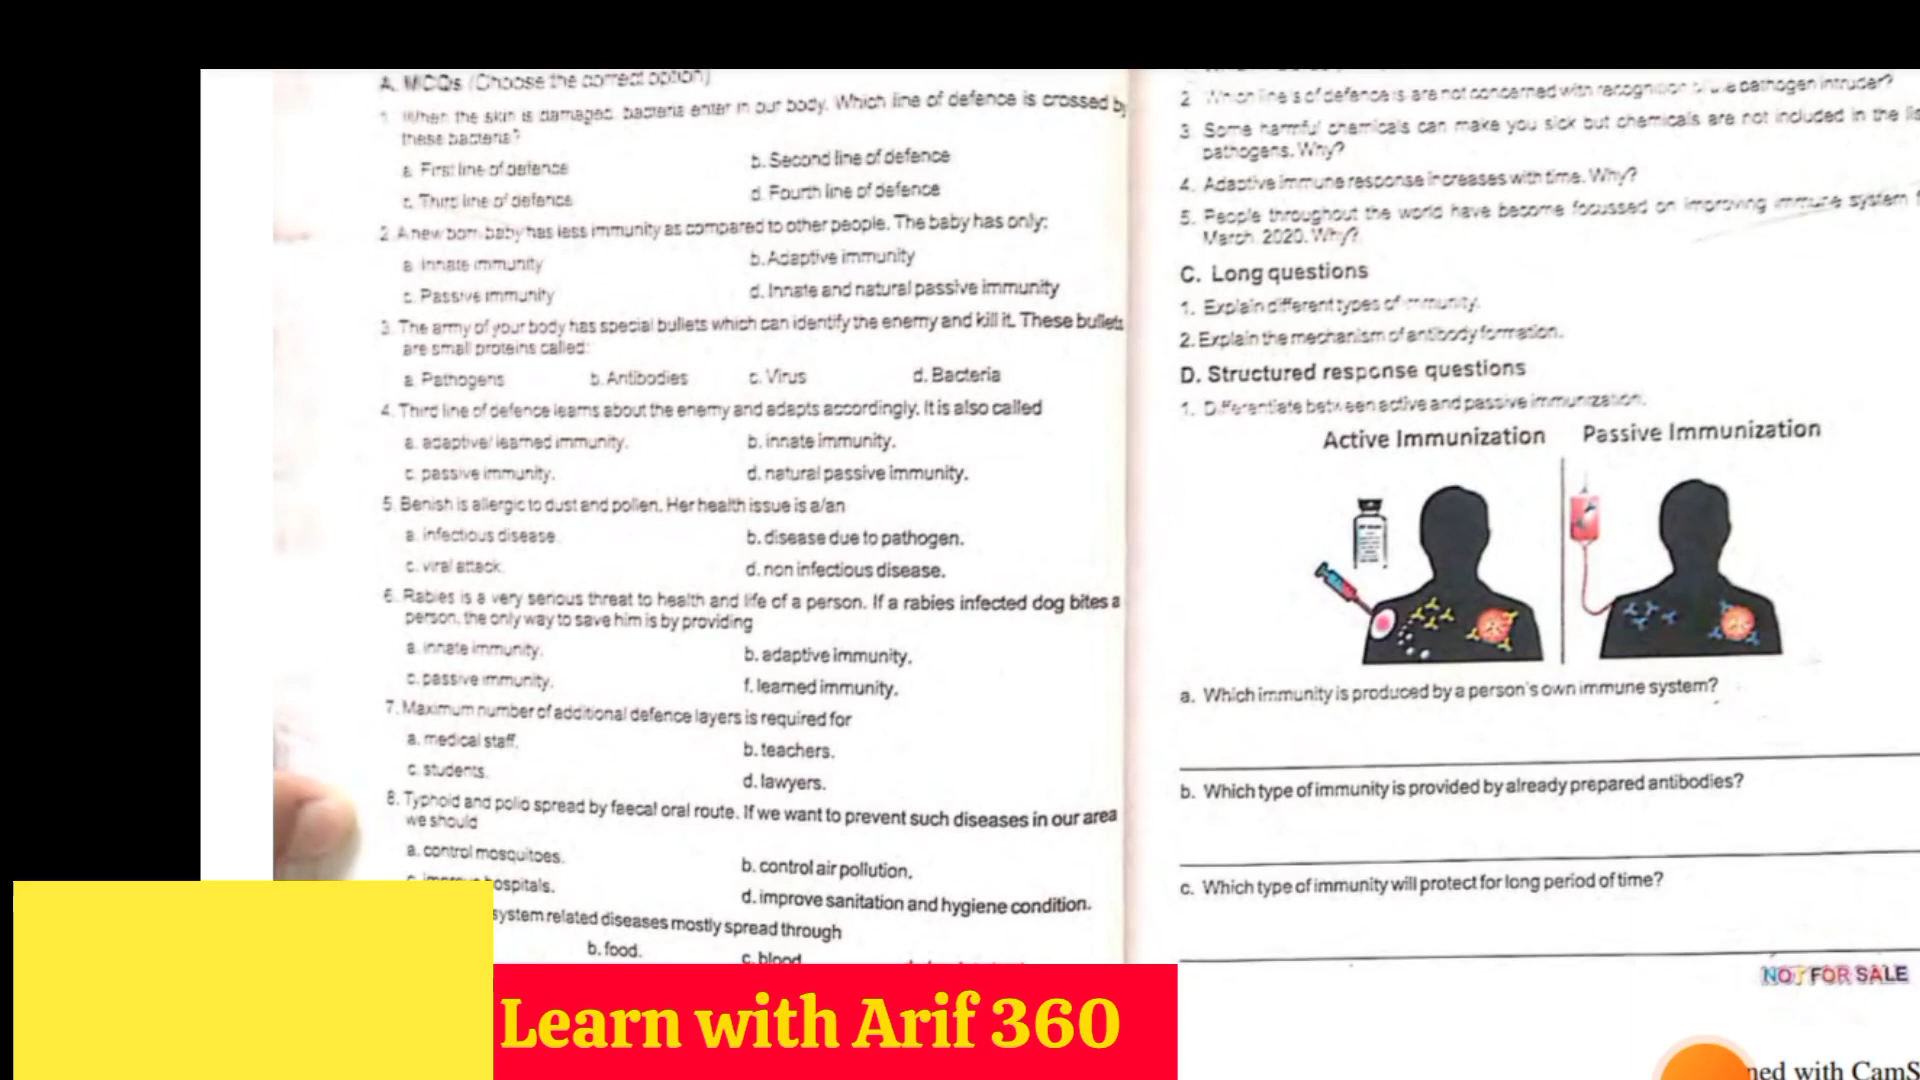 A. MCQs (Choose the correct option)
1. When the skin is damaged, bacteria enter in our body. Which line of defence is crossed by
these bacteria?
a. First line of defence
b. Second line of defence
c. Third line of defence
d. Fourth line of defence
2. A new born baby has less immunity as compared to other people. The baby has only:
a. Innate immunity
b. Adaptive immunity
c. Passive immunity
d. Innate and natural passive immunity
3. The army of your body has special bullets which can identify the enemy and kill it. These bullets
are small proteins called:
a. Pathogens
b. Antibodies
c. Virus
d. Bacteria
4. Third line of defence learns about the enemy and adapts accordingly. It is also called
a. adaptive/ learned immunity.
b. innate immunity.
c. passive immunity.
d. natural passive immunity.
5. Benish is allergic to dust and pollen. Her health issue is a/an
a. infectious disease.
b. disease due to pathogen.
c. viral attack.
d. non infectious disease.
6. Rabies is a very serious threat to health and life of a person. If a rabies infected dog bites a
person, the only way to save him is by providing
a. innate immunity.
b. adaptive immunity.
c. passive immunity.
f. learned immunity.
7. Maximum number of additional defence layers is required for
a. medical staff.
b. teachers.
c. students.
d. lawyers.
8. Typhoid and polio spread by faecal oral route. If we want to prevent such diseases in our area
we should
a. control mosquitoes.
b. control air pollution.
c. improve hospitals.
d. improve sanitation and hygiene condition.
system related diseases mostly spread through
b. food.
c. blood
Learn with Arif 360
2 Which line/s of defence is/are not concerned with recognition of the pathogen intruder?
3. Some harmful chemicals can make you sick but chemicals are not included in the
pathogens. Why?
4. Adaptive immune response increases with time. Why?
5. People throughout the world have become focussed on improving immune system
March, 2020. Why?
C. Long questions
1. Explain different types of immunity.
2. Explain the mechanism of antibody formation.
D. Structured response questions
1. Differentiate between active and passive immunization.
Active Immunization
Passive Immunization
a. Which immunity is produced by a person's own immune system?
b. Which type of immunity is provided by already prepared antibodies?
c. Which type of immunity will protect for long period of time?
NOT FOR SALE
ned with CamS